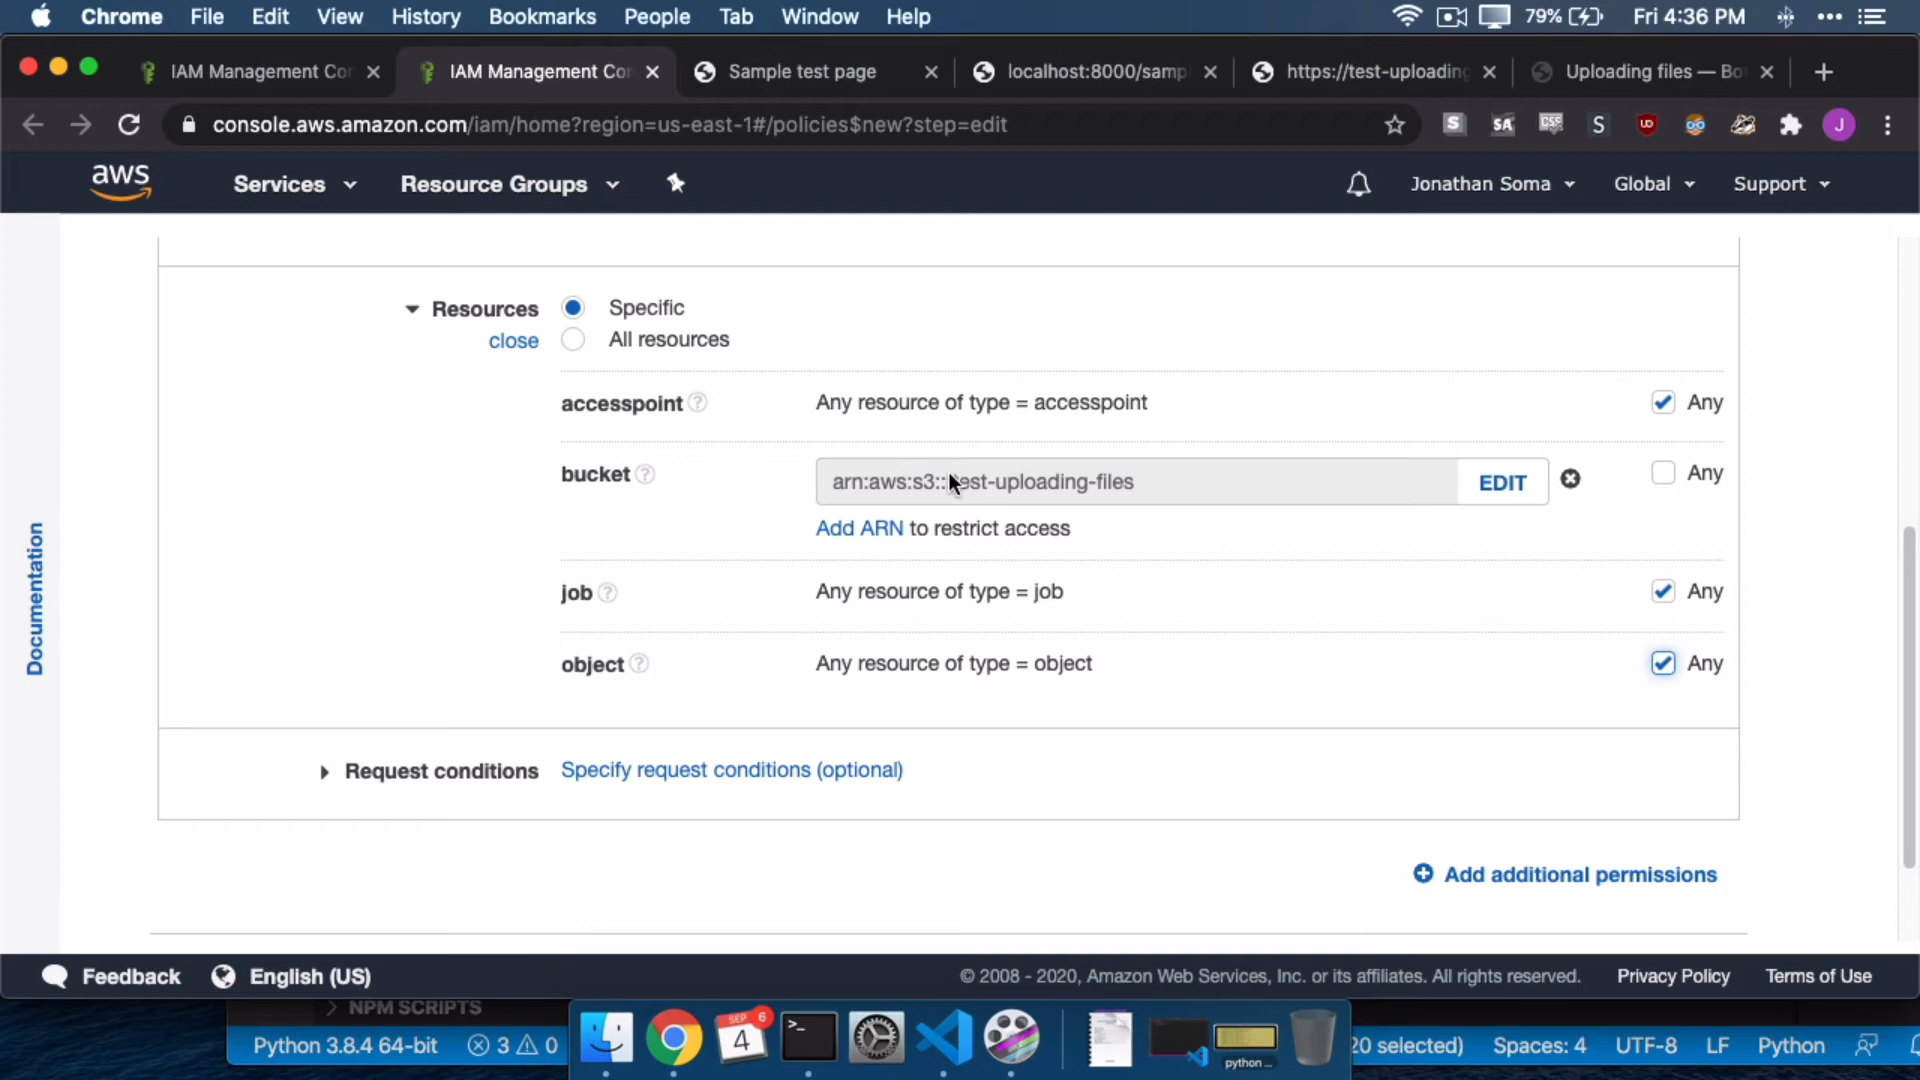 Chrome File Edit View History Bookmarks People Tab Window Help 79% Fri 4:36 PM
IAM Management Co IAM Management Co Sample test page localhost:8000/samp https://test-uploading Uploading files — Bo
console.aws.amazon.com/iam/home?region=us-east-1#/policies$new?step=edit
aws Services Resource Groups Jonathan Soma Global Support
Resources Specific
close All resources
accesspoint Any resource of type = accesspoint Any
bucket arn:aws:s3:: est-uploading-files EDIT Any
Add ARN to restrict access
job Any resource of type = job Any
object Any resource of type = object Any
Documentation
Request conditions Specify request conditions (optional)
Add additional permissions
Feedback English (US) © 2008 - 2020, Amazon Web Services, Inc. or its affiliates. All rights reserved. Privacy Policy Terms of Use
NPM SCRIPTS
Python 3.8.4 64-bit 3 0 SEP 4 6 python ... 20 selected) Spaces: 4 UTF-8 LF Python